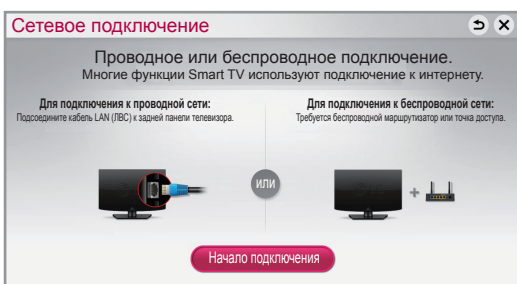 Сетевое подключение
Проводное или беспроводное подключение.
Многие функции Smart TV используют подключение к интернету.
Для подключения к проводной сети:
Подсоедините кабель LAN (ЛВС) к задней панели телевизора.
Для подключения к беспроводной сети:
Требуется беспроводной маршрутизатор или точка доступа.
ИЛИ
Начало подключения